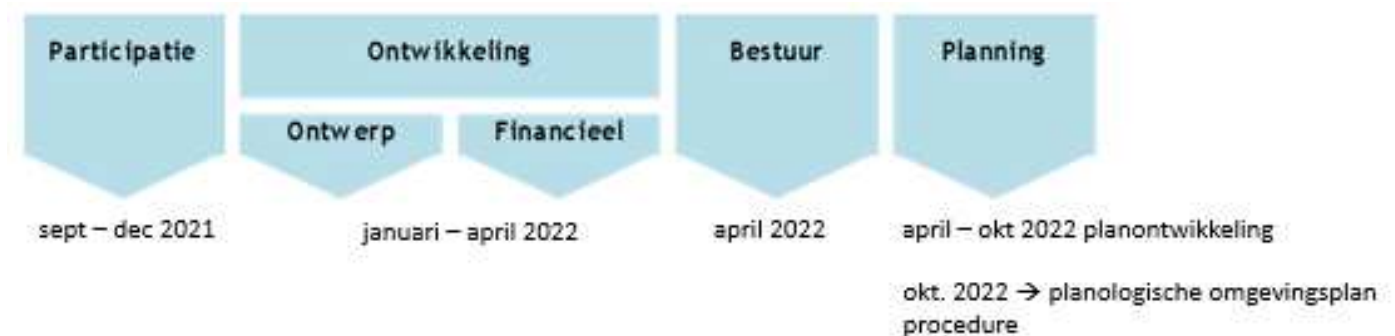 Participatie
Ontwikkeling
Bestuur
Planning
Ontwerp
Financieel
sept – dec 2021
januari – april 2022
april 2022
april – okt 2022 planontwikkeling
okt. 2022 → planologische omgevingsplan
procedure